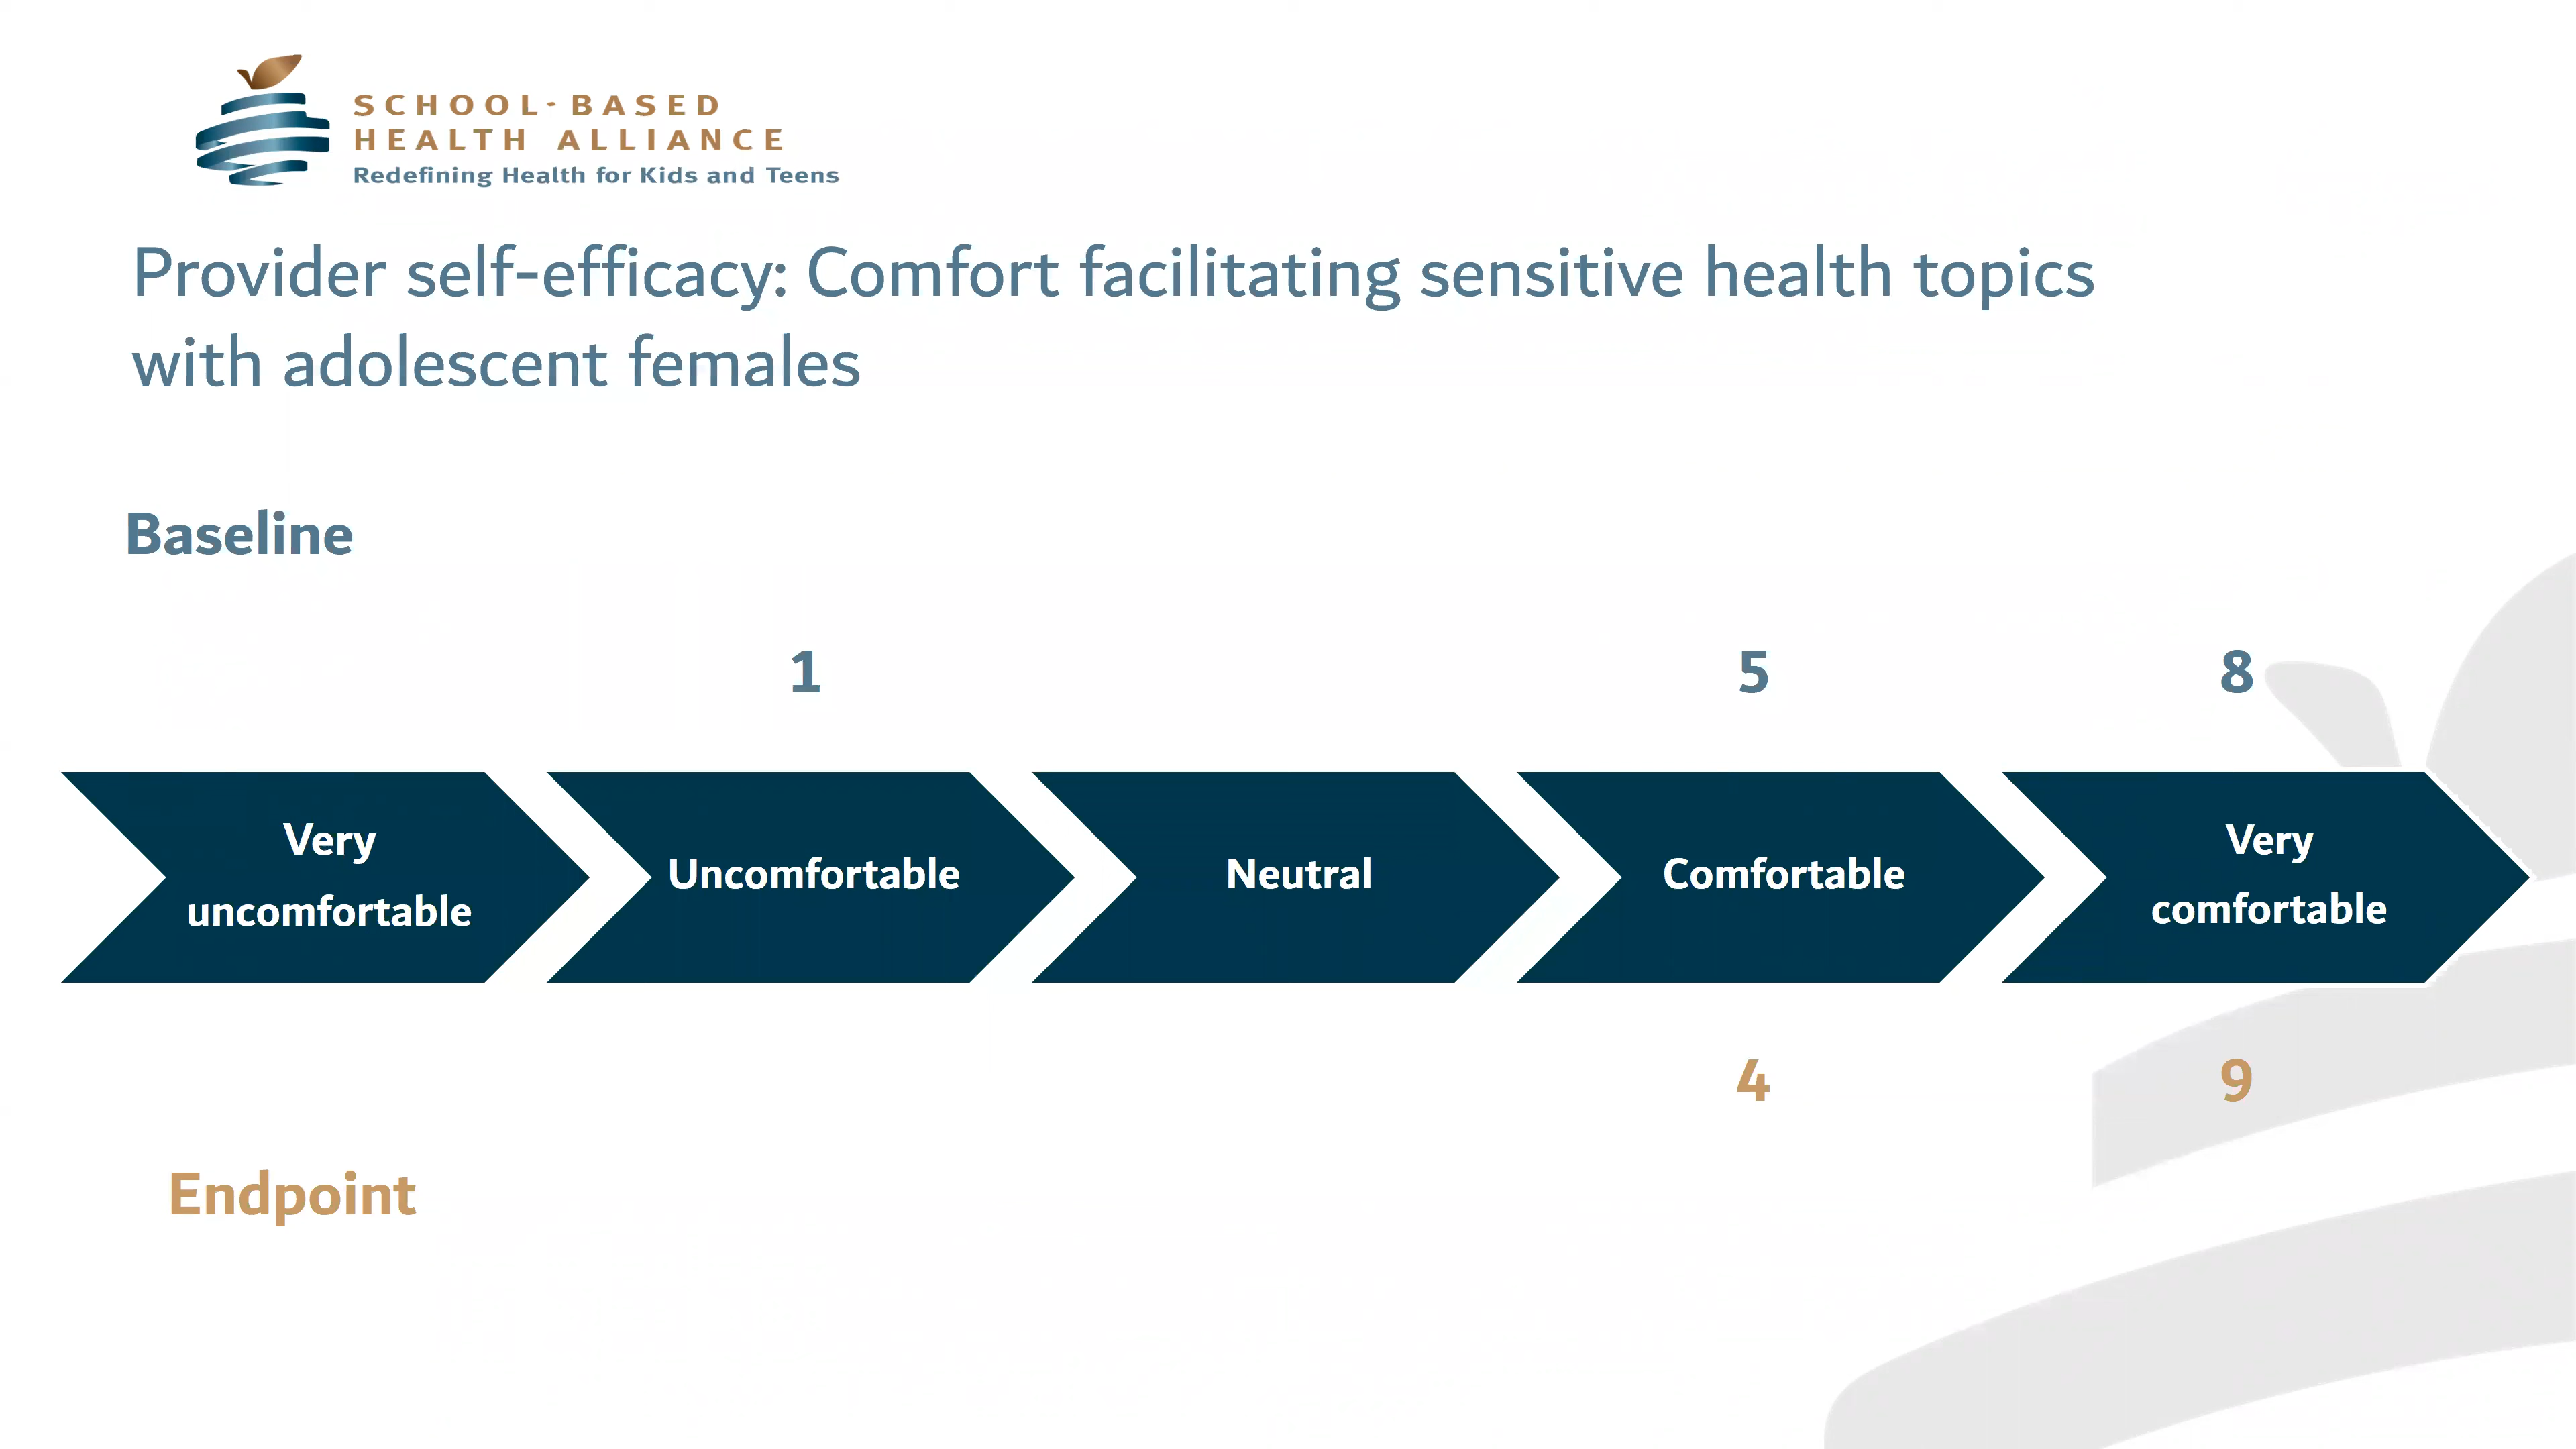 SCHOOL-BASED
HEALTH ALLIANCE
Redefining Health for Kids and Teens
Provider self-efficacy: Comfort facilitating sensitive health topics
with adolescent females
Baseline
1 5 8
Very
uncomfortable
Uncomfortable
Neutral
Comfortable
Very
comfortable
4 9
Endpoint